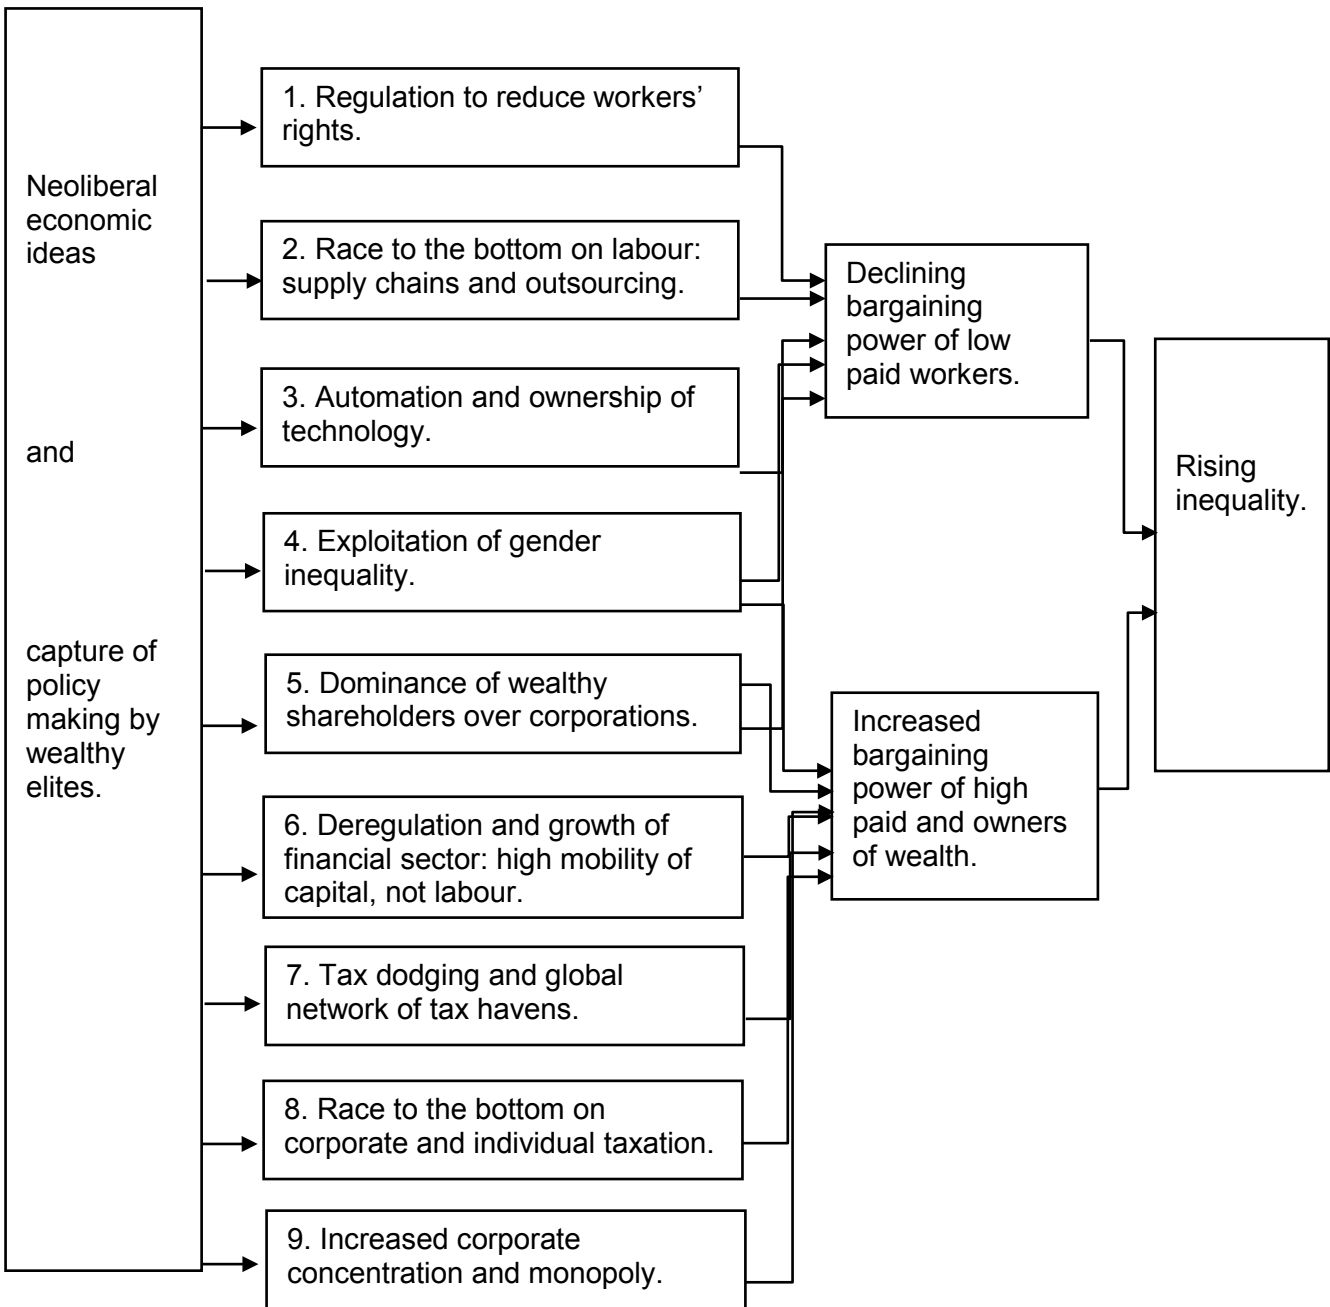 Neoliberal
economic
ideas
and
capture of
policy
making by
wealthy
elites.
1. Regulation to reduce workers’
rights.
2. Race to the bottom on labour:
supply chains and outsourcing.
3. Automation and ownership of
technology.
4. Exploitation of gender
inequality.
5. Dominance of wealthy
shareholders over corporations.
6. Deregulation and growth of
financial sector: high mobility of
capital, not labour.
7. Tax dodging and global
network of tax havens.
8. Race to the bottom on
corporate and individual taxation.
9. Increased corporate
concentration and monopoly.
Declining
bargaining
power of low
paid workers.
Increased
bargaining
power of high
paid and owners
of wealth.
Rising
inequality.